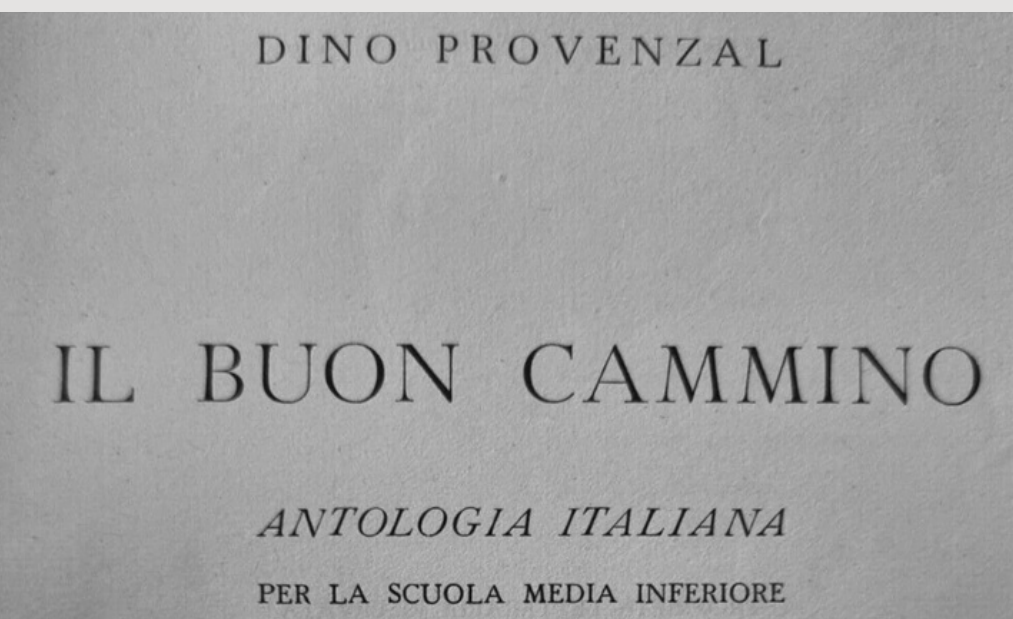 DINO PROVENZAL
IL BUON CAMMINO
ANTOLOGIA ITALIANA
PER LA SCUOLA MEDIA INFERIORE